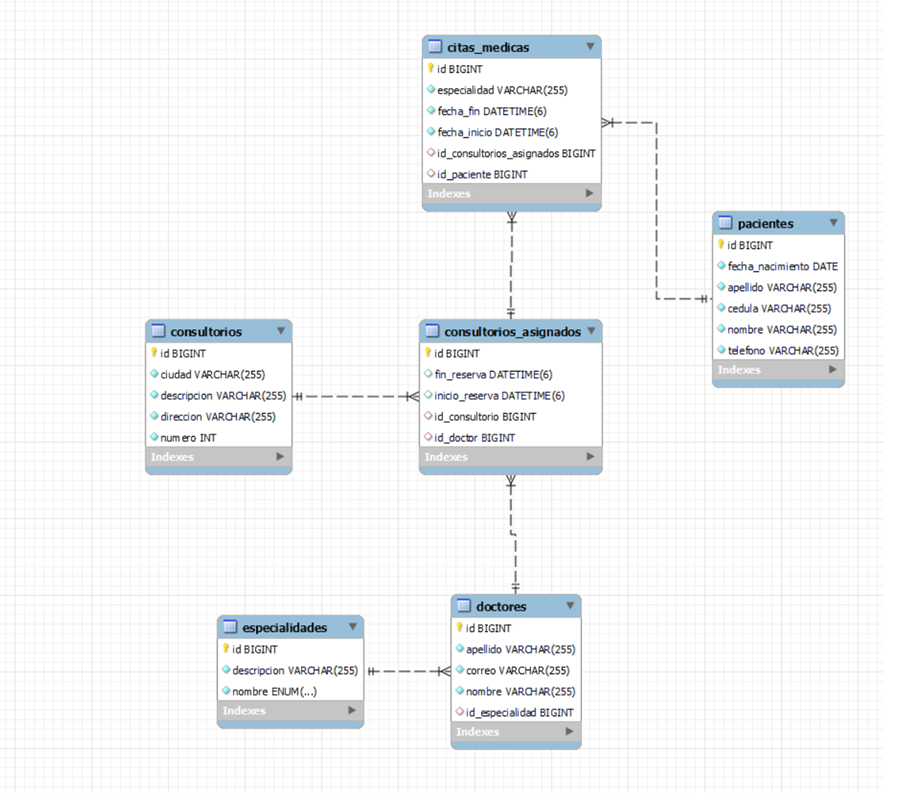 citas_medicas
id BIGINT
especialidad VARCHAR(255)
fecha_fin DATETIME(6)
fecha_inicio DATETIME(6)
id_consultorios_asignados BIGINT
id_paciente BIGINT
Indexes
pacientes
id BIGINT
fecha_nacimiento DATE
apellido VARCHAR(255)
cedula VARCHAR(255)
nombre VARCHAR(255)
telefono VARCHAR(255)
Indexes
consultorios
id BIGINT
ciudad VARCHAR(255)
descripcion VARCHAR(255)
direccion VARCHAR(255)
numero INT
Indexes
consultorios_asignados
id BIGINT
fin_reserva DATETIME(6)
inicio_reserva DATETIME(6)
id_consultorio BIGINT
id_doctor BIGINT
Indexes
especialidades
id BIGINT
descripcion VARCHAR(255)
nombre ENUM(...)
Indexes
doctores
id BIGINT
apellido VARCHAR(255)
correo VARCHAR(255)
nombre VARCHAR(255)
id_especialidad BIGINT
Indexes